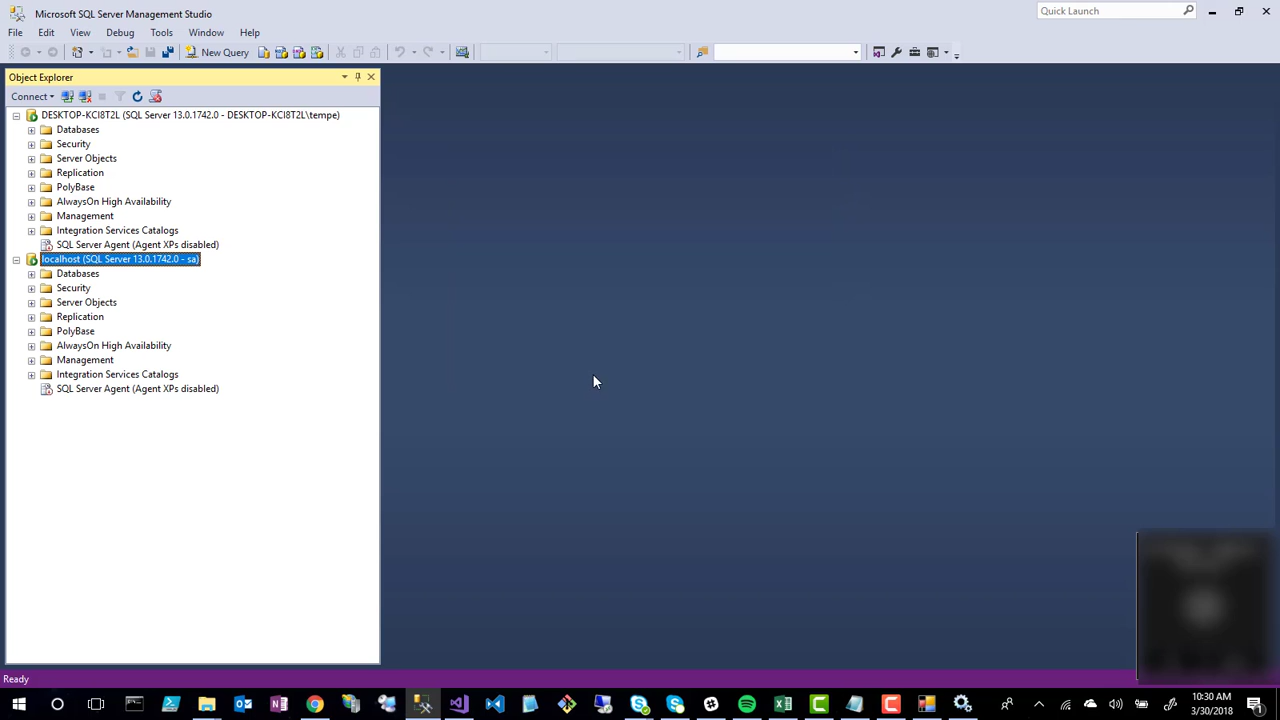 Microsoft SQL Server Management Studio
Quick Launch
File Edit View Debug Tools Window Help
New Query
Object Explorer
Connect
DESKTOP-KCI8T2L (SQL Server 13.0.1742.0 - DESKTOP-KCI8T2L\tempe)
Databases
Security
Server Objects
Replication
PolyBase
AlwaysOn High Availability
Management
Integration Services Catalogs
SQL Server Agent (Agent XPs disabled)
localhost (SQL Server 13.0.1742.0 - sa)
Databases
Security
Server Objects
Replication
PolyBase
AlwaysOn High Availability
Management
Integration Services Catalogs
SQL Server Agent (Agent XPs disabled)
Ready
10:30 AM
3/30/2018